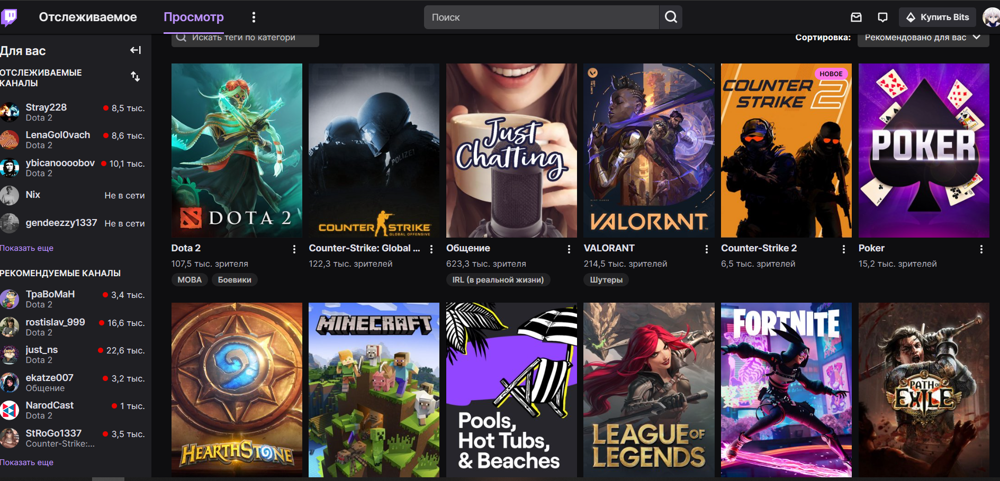 Отслеживаемое
Просмотр
Поиск
Купить Bits
Для вас
ОТСЛЕЖИВАЕМЫЕ
КАНАЛЫ
Stray228
8,5 тыс.
Dota 2
LenaGol0vach
8,6 тыс.
Dota 2
ybicanoooobov
10,1 тыс.
Dota 2
Nix
Не в сети
gendeezzy1337
Не в сети
Показать еще
РЕКОМЕНДУЕМЫЕ КАНАЛЫ
TpaBoMaH
3,4 тыс.
Dota 2
rostislav_999
16,6 тыс.
Dota 2
just_ns
22,6 тыс.
Dota 2
ekatze007
3,2 тыс.
Общение
NarodCast
1 тыс.
Dota 2
StRoGo1337
3,5 тыс.
Counter-Strike:...
Показать еще
Искать теги по категори
Сортировка:
Рекомендовано для вас
DOTA 2
Dota 2
107,5 тыс. зрителя
MOBA
Боевики
POLIZEI
COUNTER STRIKE
GLOBAL OFFENSIVE
Counter-Strike: Global ...
122,3 тыс. зрителей
Just
Chatting
Общение
623,3 тыс. зрителя
IRL (в реальной жизни)
VALORANT
VALORANT
214,5 тыс. зрителей
Шутеры
НОВОЕ
COUNTER
STRIKE 2
Counter-Strike 2
6,5 тыс. зрителей
POKER
Poker
15,2 тыс. зрителей
HEARTHSTONE
MINECRAFT
Pools,
Hot Tubs,
& Beaches
LEAGUE OF
LEGENDS
FORTNITE
PATH OF
EXILE